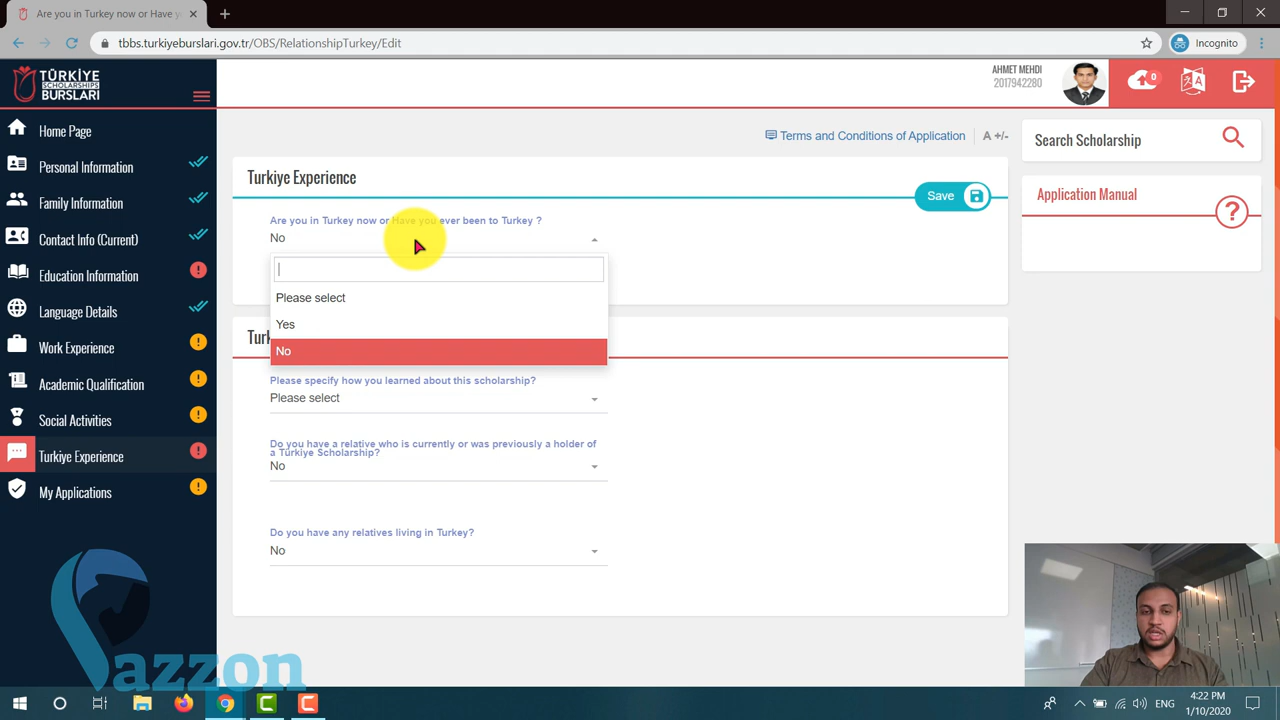 Are you in Turkey now or Have y
tbbs.turkiyeburslari.gov.tr/OBS/RelationshipTurkey/Edit
Incognito
TÜRKİYE
SCHOLARSHIPS
BURSLARI
AHMET MEHDI
2017942280
0
Home Page
Personal Information
Family Information
Contact Info (Current)
Education Information
Language Details
Work Experience
Academic Qualification
Social Activities
Turkiye Experience
My Applications
Terms and Conditions of Application
A +/-
Turkiye Experience
Save
Are you in Turkey now or Have you ever been to Turkey ?
No
Please select
Yes
No
Turk
Please specify how you learned about this scholarship?
Please select
Do you have a relative who is currently or was previously a holder of
a Türkiye Scholarship?
No
Do you have any relatives living in Turkey?
No
Search Scholarship
Application Manual
?
Pazzon
ENG
4:22 PM
1/10/2020